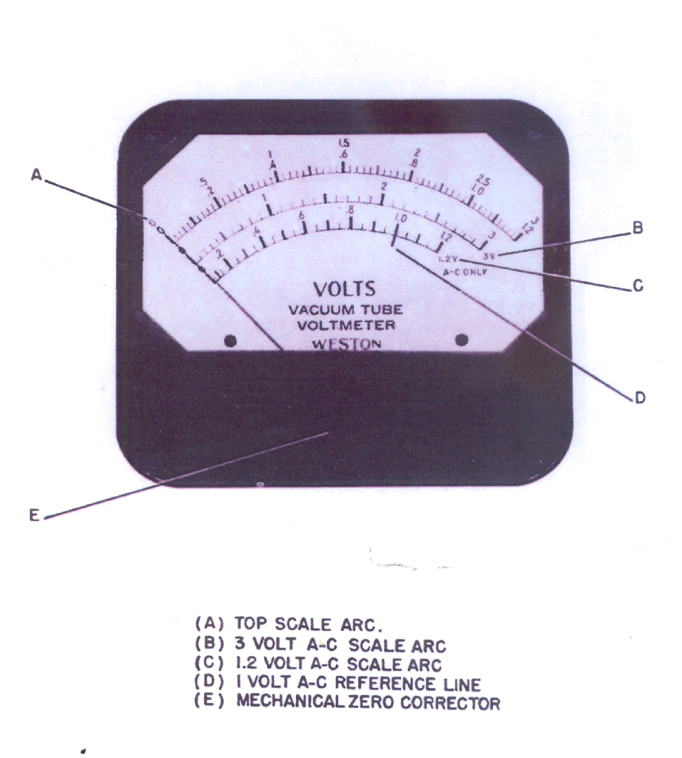 1.5
1 .6 2
.5 .4 .8 2.5
.2 1.0
A
1 2 3
12
.8
.6 1.0 3 B
.4 1.2 3V
.2 1.2V
A-C ONLY
C
VOLTS
VACUUM TUBE
VOLTMETER
WESTON
D
E
(A) TOP SCALE ARC.
(B) 3 VOLT A-C SCALE ARC
(C) 1.2 VOLT A-C SCALE ARC
(D) 1 VOLT A-C REFERENCE LINE
(E) MECHANICAL ZERO CORRECTOR